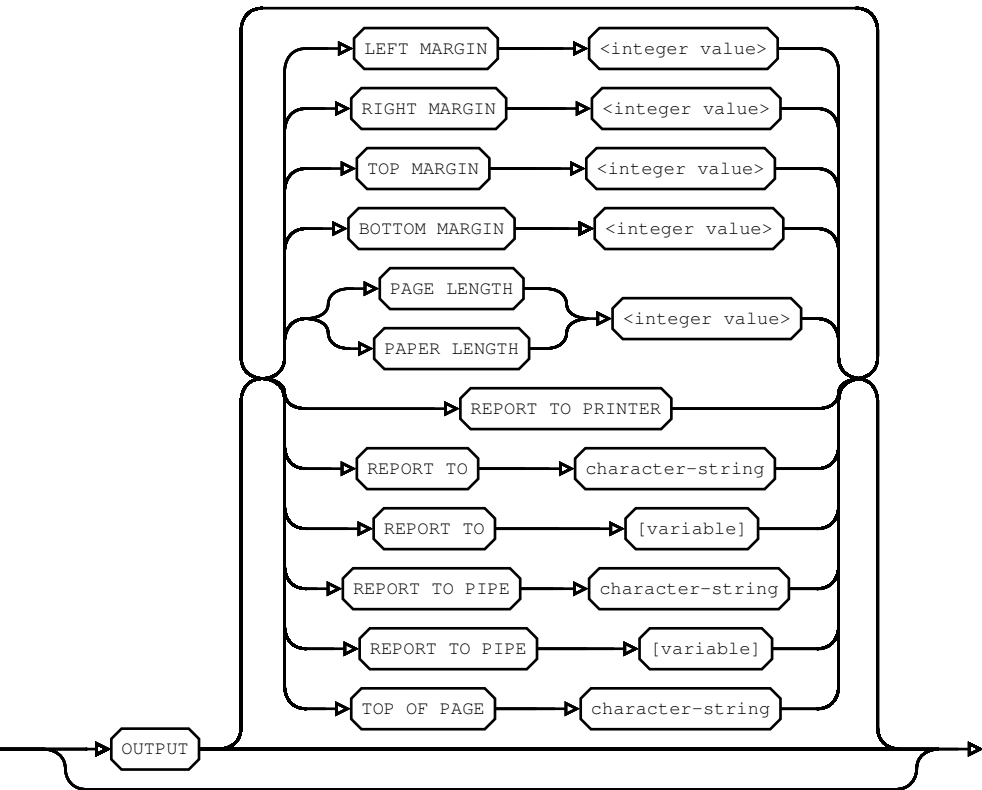 LEFT MARGIN <integer value>
RIGHT MARGIN <integer value>
TOP MARGIN <integer value>
BOTTOM MARGIN <integer value>
PAGE LENGTH
<integer value>
PAPER LENGTH
REPORT TO PRINTER
REPORT TO character-string
REPORT TO [variable]
REPORT TO PIPE character-string
REPORT TO PIPE [variable]
TOP OF PAGE character-string
OUTPUT